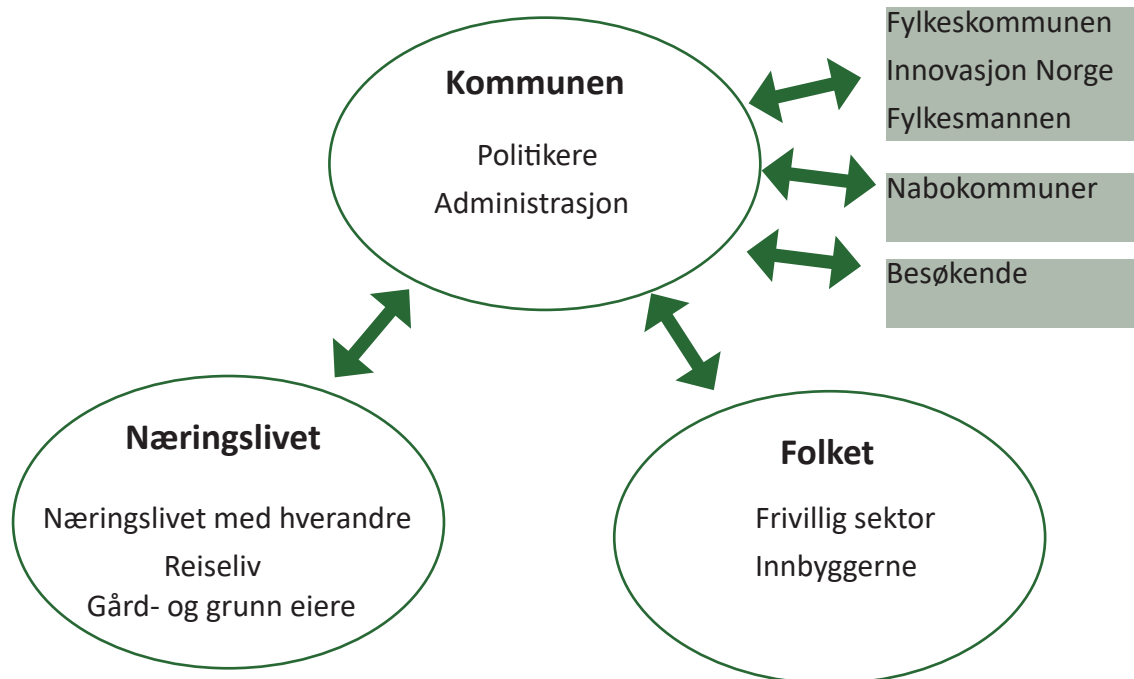 Kommunen
Politikere
Administrasjon
Fylkeskommunen
Innovasjon Norge
Fylkesmannen
Nabokommuner
Besøkende
Næringslivet
Næringslivet med hverandre
Reiseliv
Gård- og grunn eiere
Folket
Frivillig sektor
Innbyggerne